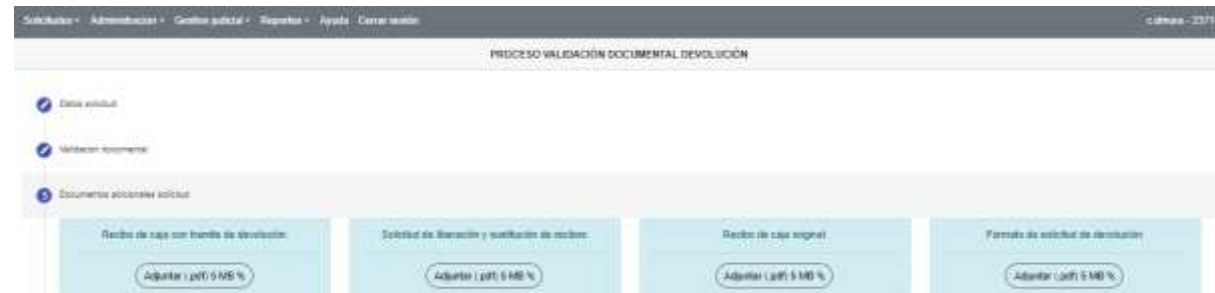 Solicitudes Administracion Gestion judicial Reportes Ayuda Cerrar sesión
PROCESO VALIDACIÓN DOCUMENTAL DEVOLUCIÓN
Datos solicitud
Validacion documental
3 Documentos adicionales solicitud
Recibo de caja con tramite de devolución
Solicitud de liberación y sustitución de recibos
Recibo de caja original
Formato de solicitud de devolución
Adjuntar (.pdf) 5 MB
Adjuntar (.pdf) 5 MB
Adjuntar (.pdf) 5 MB
Adjuntar (.pdf) 5 MB